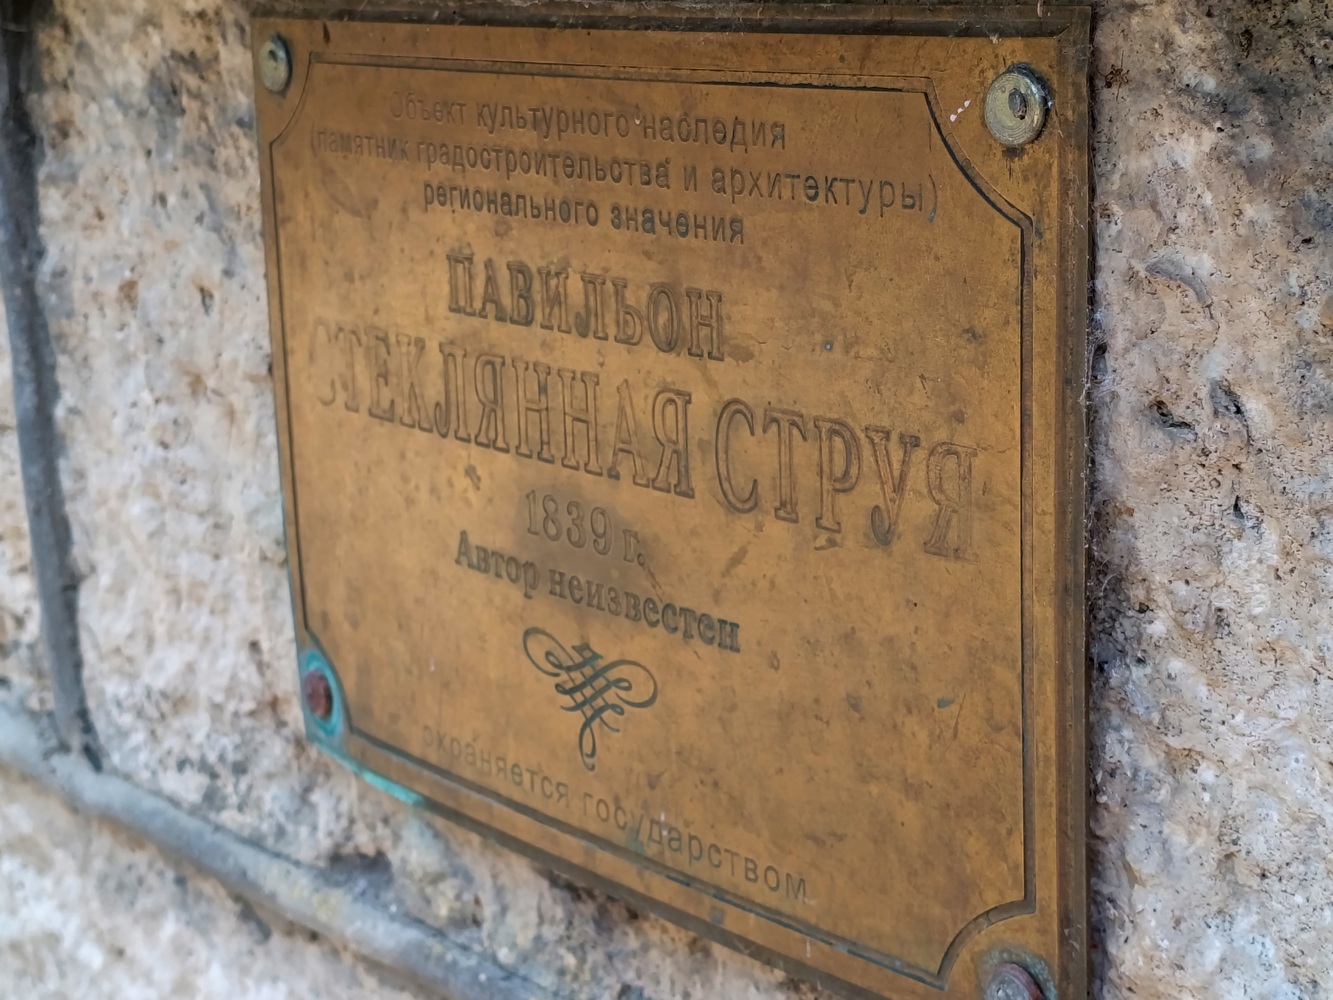 Объект культурного наследия
(памятник градостроительства и архитектуры)
регионального значения
ПАВИЛЬОН
СТЕКЛЯННАЯ СТРУЯ
1839 г.
Автор неизвестен
охраняется государством